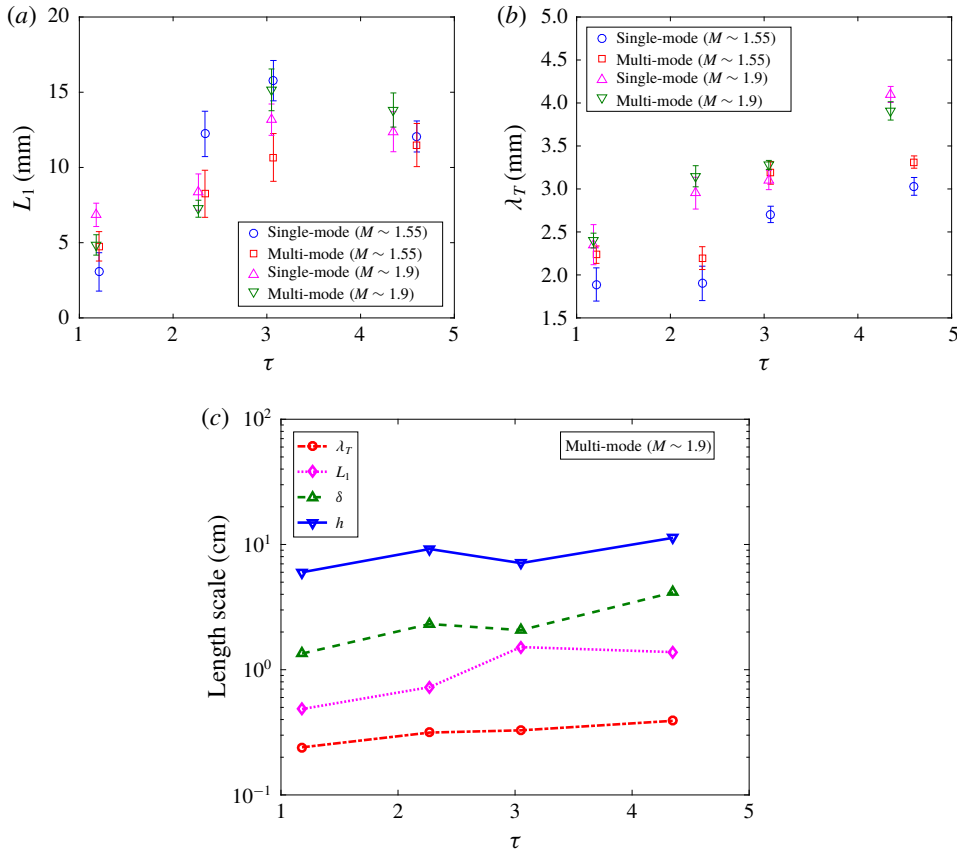 (a)
20
15
10
5
0
L1 (mm)
Single-mode (M ∼ 1.55)
Multi-mode (M ∼ 1.55)
Single-mode (M ∼ 1.9)
Multi-mode (M ∼ 1.9)
1 2 3 4 5
τ
(b)
5.0
4.5
4.0
3.5
3.0
2.5
2.0
1.5
λT (mm)
Single-mode (M ∼ 1.55)
Multi-mode (M ∼ 1.55)
Single-mode (M ∼ 1.9)
Multi-mode (M ∼ 1.9)
1 2 3 4 5
τ
(c)
10²
10¹
10⁰
10⁻¹
Length scale (cm)
λT
L1
δ
h
Multi-mode (M ∼ 1.9)
1 2 3 4 5
τ